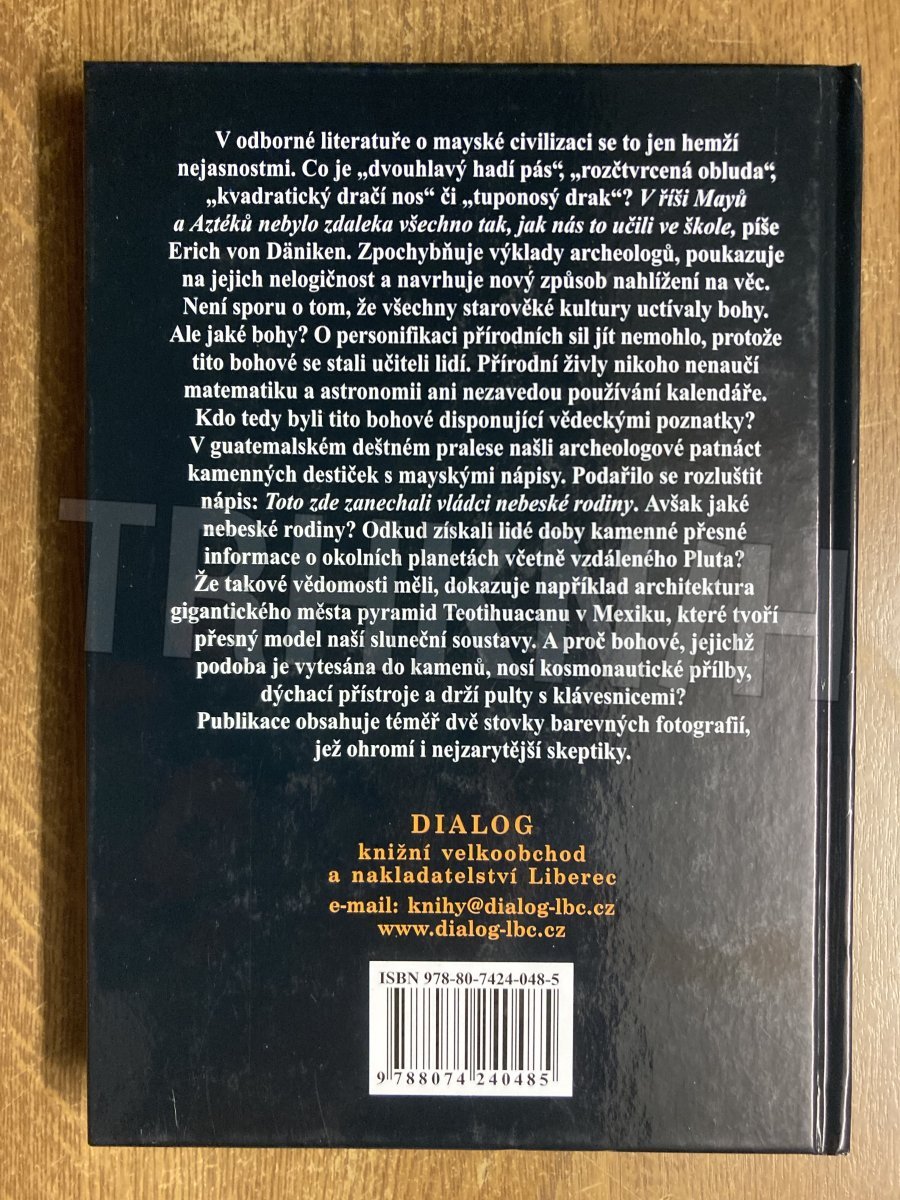 V odborné literatuře o mayské civilizaci se to jen hemží
nejasnostmi. Co je „dvouhlavý hadí pás“, „rozčtvrcená obluda“,
„kvadratický dračí nos“ či „tuponosý drak“? V říši Mayů
a Aztéků nebylo zdaleka všechno tak, jak nás to učili ve škole, píše
Erich von Däniken. Zpochybňuje výklady archeologů, poukazuje
na jejich nelogičnost a navrhuje nový způsob nahlížení na věc.
Není sporu o tom, že všechny starověké kultury uctívaly bohy.
Ale jaké bohy? O personifikaci přírodních sil jít nemohlo, protože
tito bohové se stali učiteli lidí. Přírodní živly nikoho nenaučí
matematiku a astronomii ani nezavedou používání kalendáře.
Kdo tedy byli tito bohové disponující vědeckými poznatky?
V guatemalském deštném pralese našli archeologové patnáct
kamenných destiček s mayskými nápisy. Podařilo se rozluštit
nápis: Toto zde zanechali vládci nebeské rodiny. Avšak jaké
nebeské rodiny? Odkud získali lidé doby kamenné přesné
informace o okolních planetách včetně vzdáleného Pluta?
Že takové vědomosti měli, dokazuje například architektura
gigantického města pyramid Teotihuacanu v Mexiku, které tvoří
přesný model naší sluneční soustavy. A proč bohové, jejichž
podoba je vytesána do kamenů, nosí kosmonautické přílby,
dýchací přístroje a drží pulty s klávesnicemi?
Publikace obsahuje téměř dvě stovky barevných fotografií,
jež ohromí i nejzarytější skeptiky.
DIALOG
knižní velkoobchod
a nakladatelství Liberec
e-mail: knihy@dialog-lbc.cz
www.dialog-lbc.cz
ISBN 978-80-7424-048-5
9 788074 240485